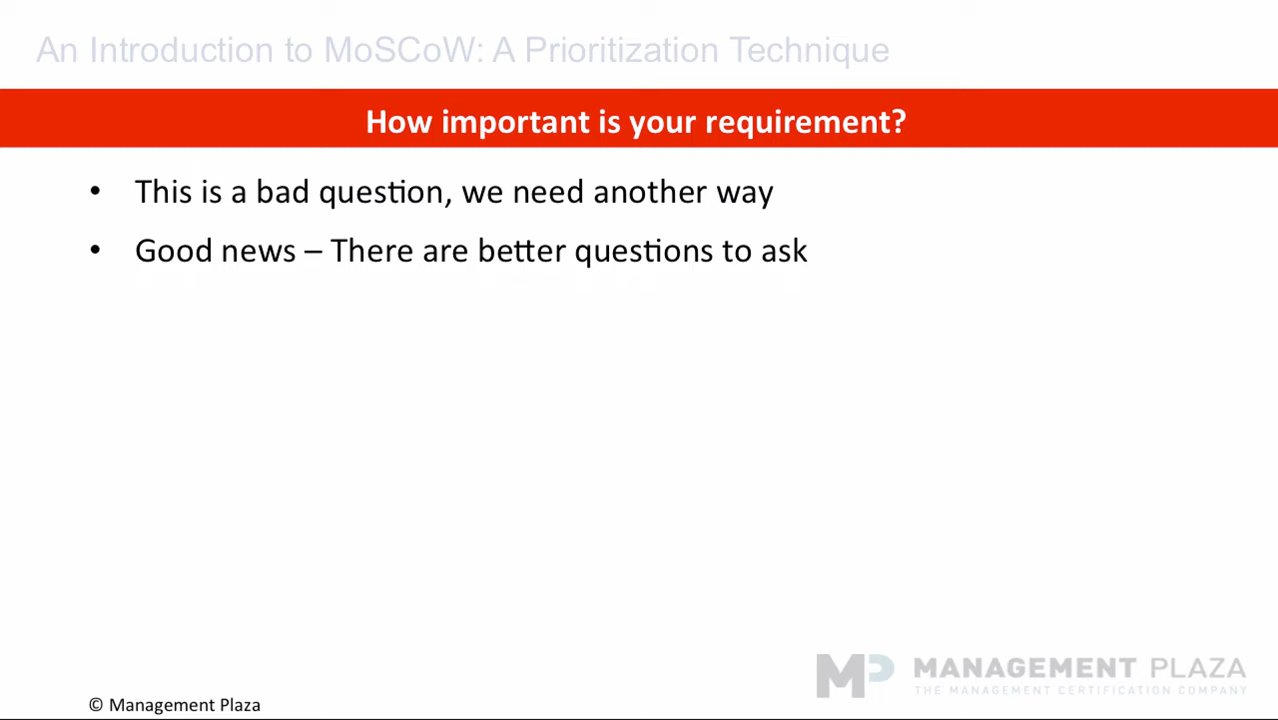 An Introduction to MoSCoW: A Prioritization Technique
How important is your requirement?
• This is a bad question, we need another way
• Good news – There are better questions to ask
MP MANAGEMENT PLAZA
THE MANAGEMENT CERTIFICATION COMPANY
© Management Plaza